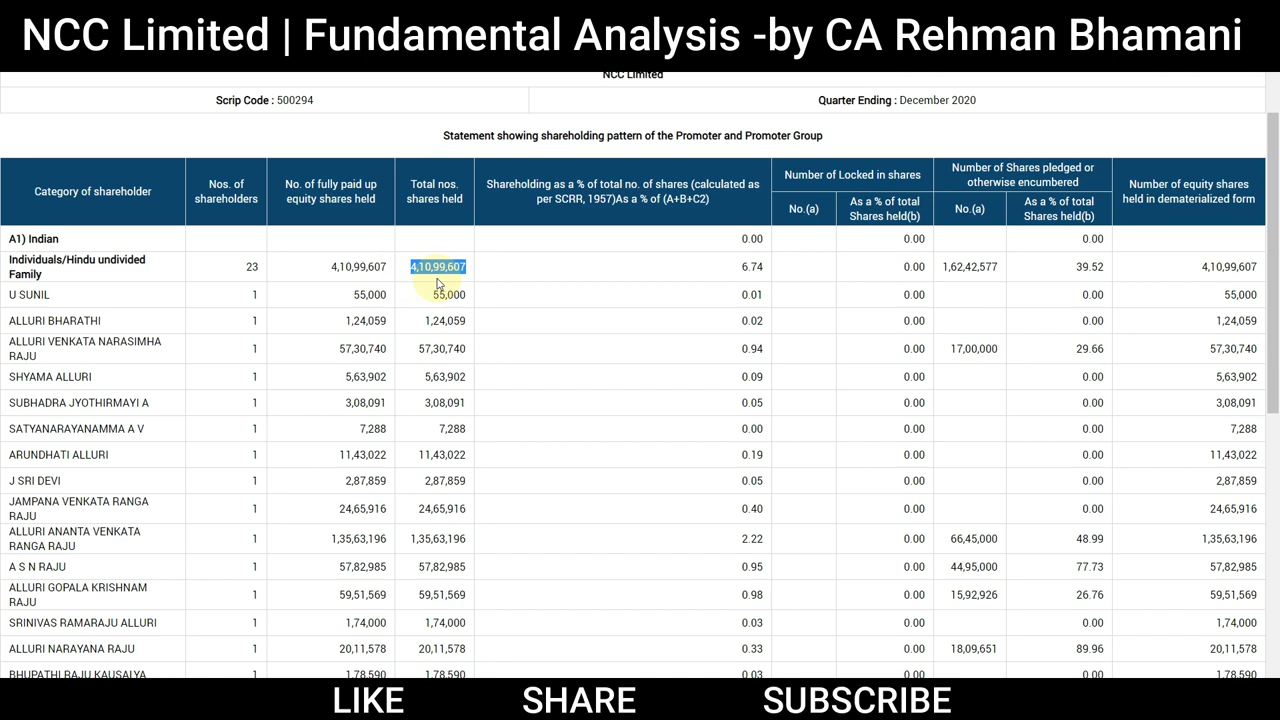 NCC Limited | Fundamental Analysis -by CA Rehman Bhamani
NCC Limited
Scrip Code : 500294 Quarter Ending : December 2020
Statement showing shareholding pattern of the Promoter and Promoter Group
Category of shareholder | Nos. of shareholders | No. of fully paid up equity shares held | Total nos. shares held | Shareholding as a % of total no. of shares (calculated as per SCRR, 1957)As a % of (A+B+C2) | Number of Locked in shares | Number of Shares pledged or otherwise encumbered | Number of equity shares held in dematerialized form
No.(a) | As a % of total Shares held(b) | No.(a) | As a % of total Shares held(b)
A1) Indian 0.00 0.00 0.00
Individuals/Hindu undivided Family 23 4,10,99,607 4,10,99,607 6.74 0.00 1,62,42,577 39.52 4,10,99,607
U SUNIL 1 55,000 55,000 0.01 0.00 0.00 55,000
ALLURI BHARATHI 1 1,24,059 1,24,059 0.02 0.00 0.00 1,24,059
ALLURI VENKATA NARASIMHA RAJU 1 57,30,740 57,30,740 0.94 0.00 17,00,000 29.66 57,30,740
SHYAMA ALLURI 1 5,63,902 5,63,902 0.09 0.00 0.00 5,63,902
SUBHADRA JYOTHIRMAYI A 1 3,08,091 3,08,091 0.05 0.00 0.00 3,08,091
SATYANARAYANAMMA A V 1 7,288 7,288 0.00 0.00 0.00 7,288
ARUNDHATI ALLURI 1 11,43,022 11,43,022 0.19 0.00 0.00 11,43,022
J SRI DEVI 1 2,87,859 2,87,859 0.05 0.00 0.00 2,87,859
JAMPANA VENKATA RANGA RAJU 1 24,65,916 24,65,916 0.40 0.00 0.00 24,65,916
ALLURI ANANTA VENKATA RANGA RAJU 1 1,35,63,196 1,35,63,196 2.22 0.00 66,45,000 48.99 1,35,63,196
A S N RAJU 1 57,82,985 57,82,985 0.95 0.00 44,95,000 77.73 57,82,985
ALLURI GOPALA KRISHNAM RAJU 1 59,51,569 59,51,569 0.98 0.00 15,92,926 26.76 59,51,569
SRINIVAS RAMARAJU ALLURI 1 1,74,000 1,74,000 0.03 0.00 0.00 1,74,000
ALLURI NARAYANA RAJU 1 20,11,578 20,11,578 0.33 0.00 18,09,651 89.96 20,11,578
BHUPATHI RAJU KAUSALYA 1 1,78,590 1,78,590 0.03 0.00 0.00 1,78,590
LIKE SHARE SUBSCRIBE